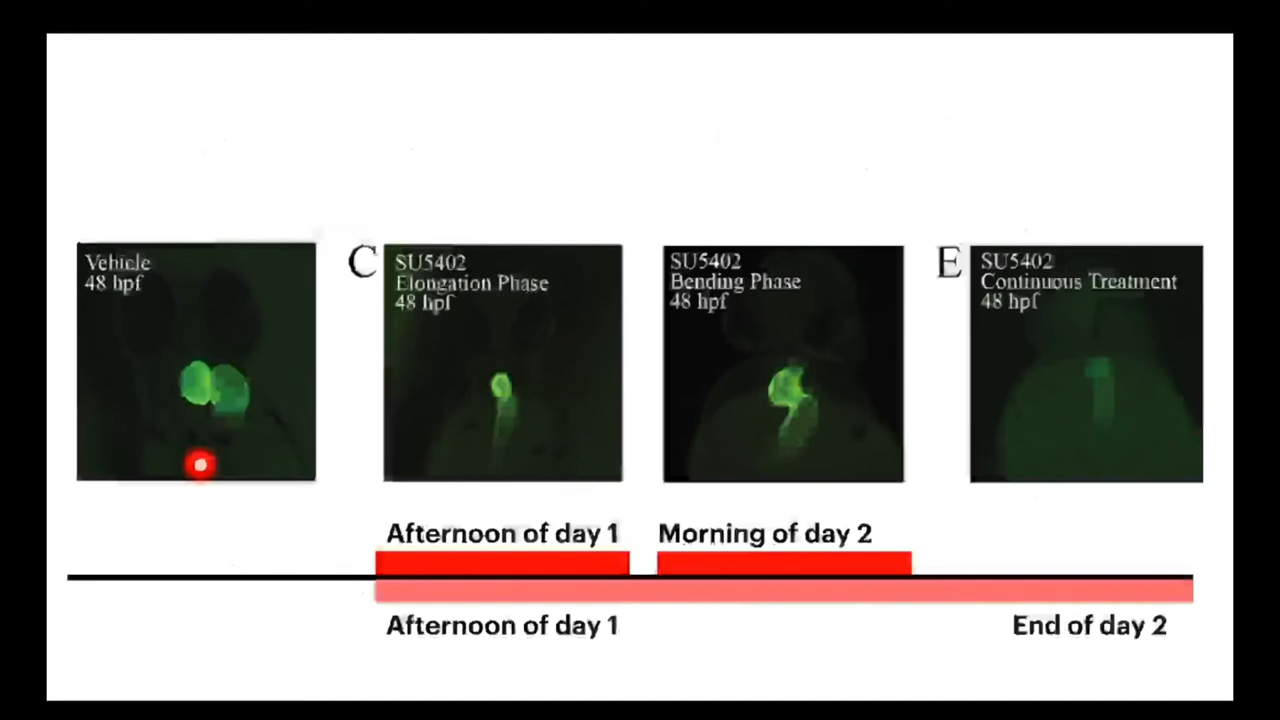 Vehicle
48 hpf
C
SU5402
Elongation Phase
48 hpf
SU5402
Bending Phase
48 hpf
E
SU5402
Continuous Treatment
48 hpf
Afternoon of day 1
Morning of day 2
Afternoon of day 1
End of day 2